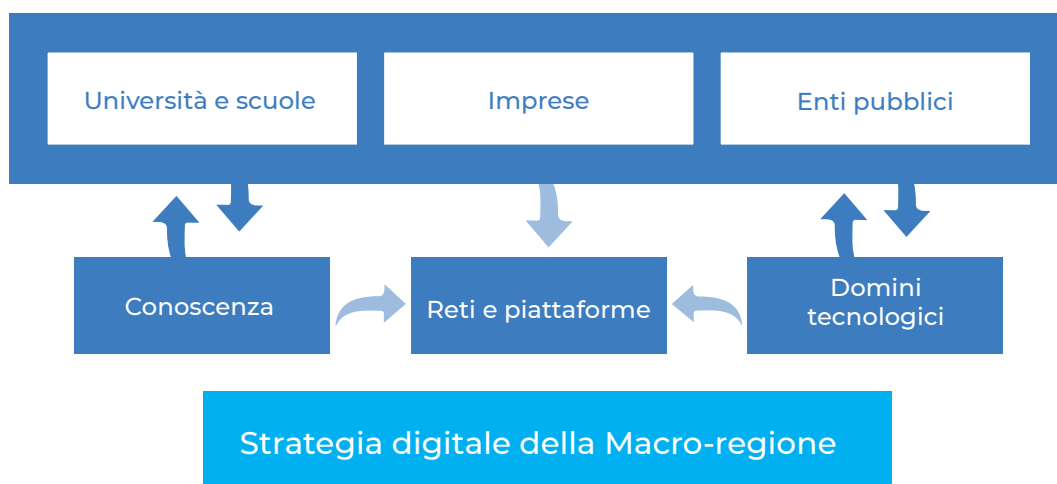 Università e scuole
Imprese
Enti pubblici
Conoscenza
Reti e piattaforme
Domini
tecnologici
Strategia digitale della Macro-regione